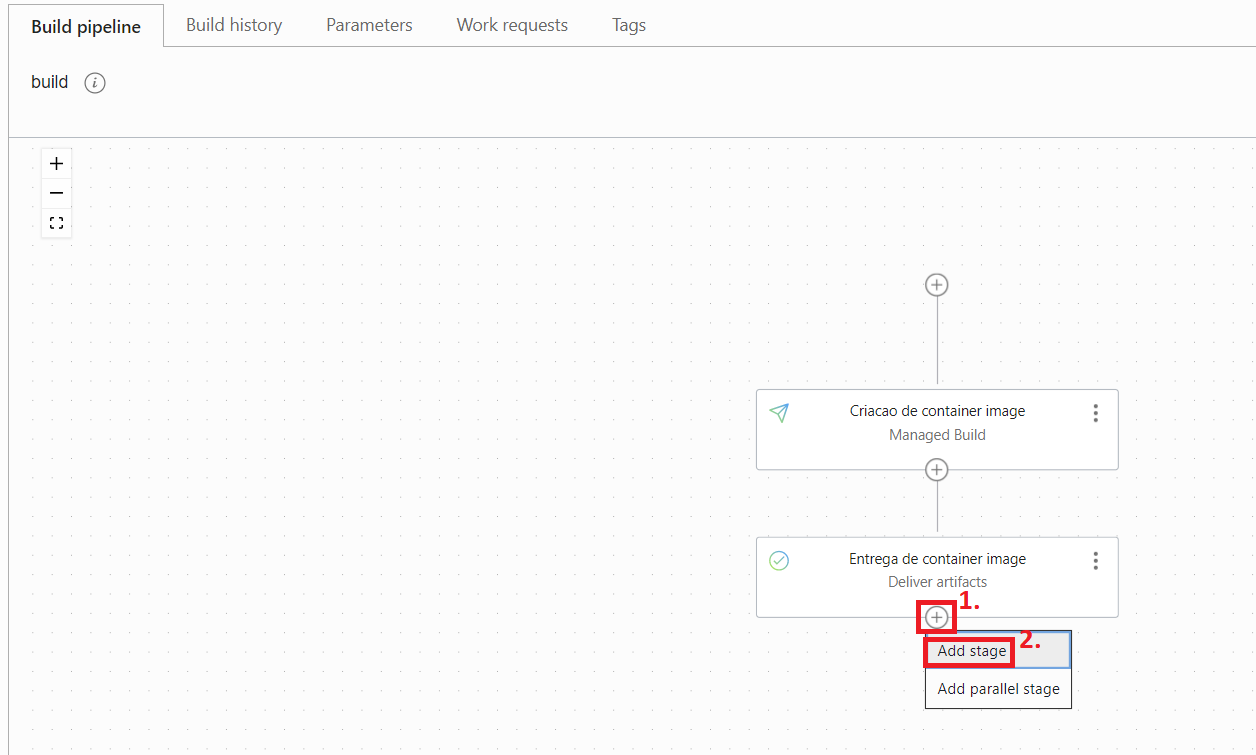 Build pipeline Build history Parameters Work requests Tags
build i
Criacao de container image
Managed Build
Entrega de container image
Deliver artifacts
1.
2.
Add stage
Add parallel stage